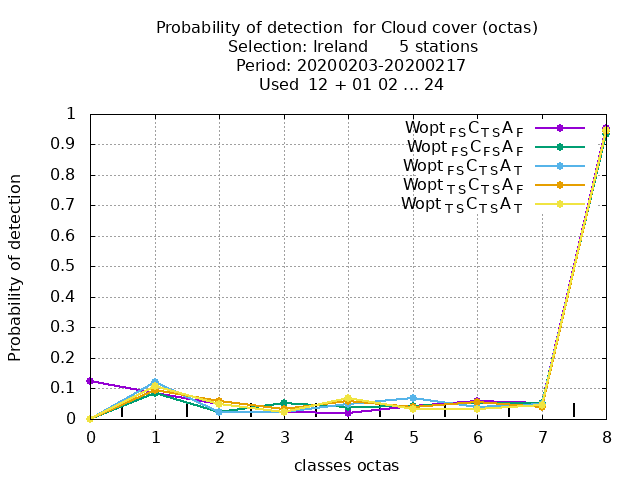 Probability of detection  for Cloud cover (octas)
Selection: Ireland      5 stations
Period: 20200203-20200217
Used  12 + 01 02 ... 24
Wopt FS C TS A F
Wopt FS C FS A F
Wopt FS C TS A T
Wopt TS C TS A F
Wopt TS C TS A T
1
0.9
0.8
0.7
0.6
0.5
0.4
0.3
0.2
0.1
0
Probability of detection
0 1 2 3 4 5 6 7 8
classes octas